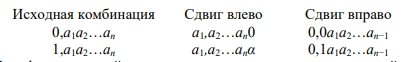 Исходная комбинация Сдвиг влево Сдвиг вправо
0,a₁a₂…aₙ a₁,a₂…aₙ0 0,0a₁a₂…aₙ₋₁
1,a₁a₂…aₙ a₁,a₂…aₙα 0,1a₁a₂…aₙ₋₁